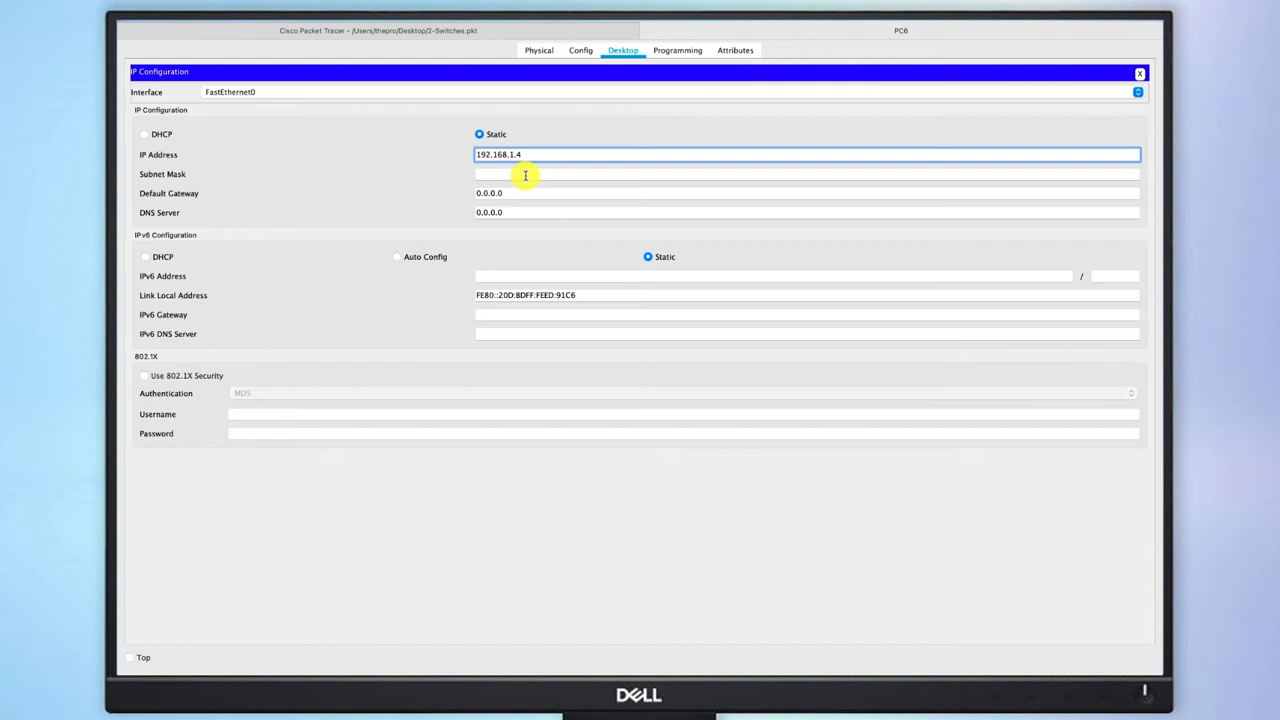 Cisco Packet Tracer - /Users/thepro/Desktop/2-Switches.pkt PC6
Physical Config Desktop Programming Attributes
IP Configuration X
Interface FastEthernet0
IP Configuration
DHCP Static
IP Address 192.168.1.4
Subnet Mask
Default Gateway 0.0.0.0
DNS Server 0.0.0.0
IPv6 Configuration
DHCP Auto Config Static
IPv6 Address /
Link Local Address FE80::20D:BDFF:FEED:91C6
IPv6 Gateway
IPv6 DNS Server
802.1X
Use 802.1X Security
Authentication MD5
Username
Password
Top
DELL